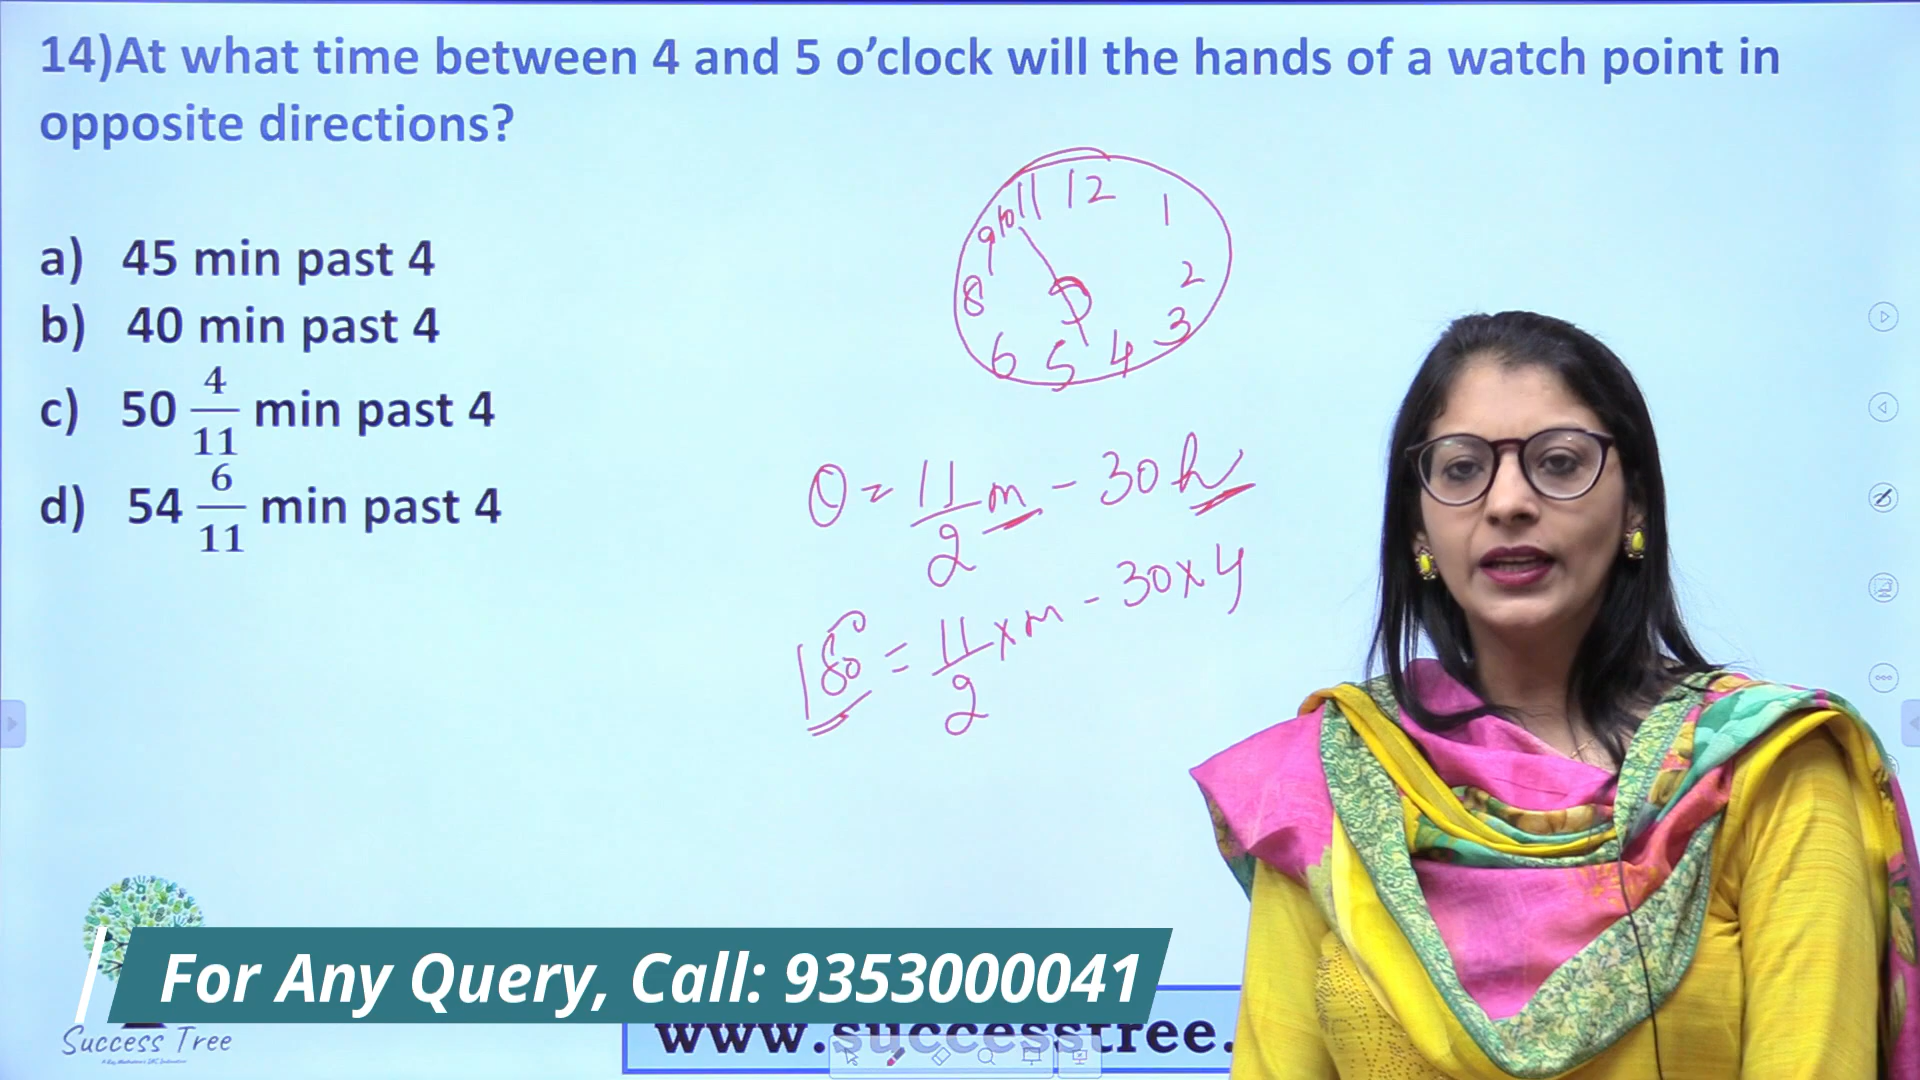 14)At what time between 4 and 5 o’clock will the hands of a watch point in
opposite directions?
a) 45 min past 4
b) 40 min past 4
c) 50 4/11 min past 4
d) 54 6/11 min past 4
11 12 1
10
9 2
8 3
6 5 4
θ = 11/2 m - 30 h
180 = 11/2 × m - 30 × 4
For Any Query, Call: 9353000041
Success Tree
www.successtree.